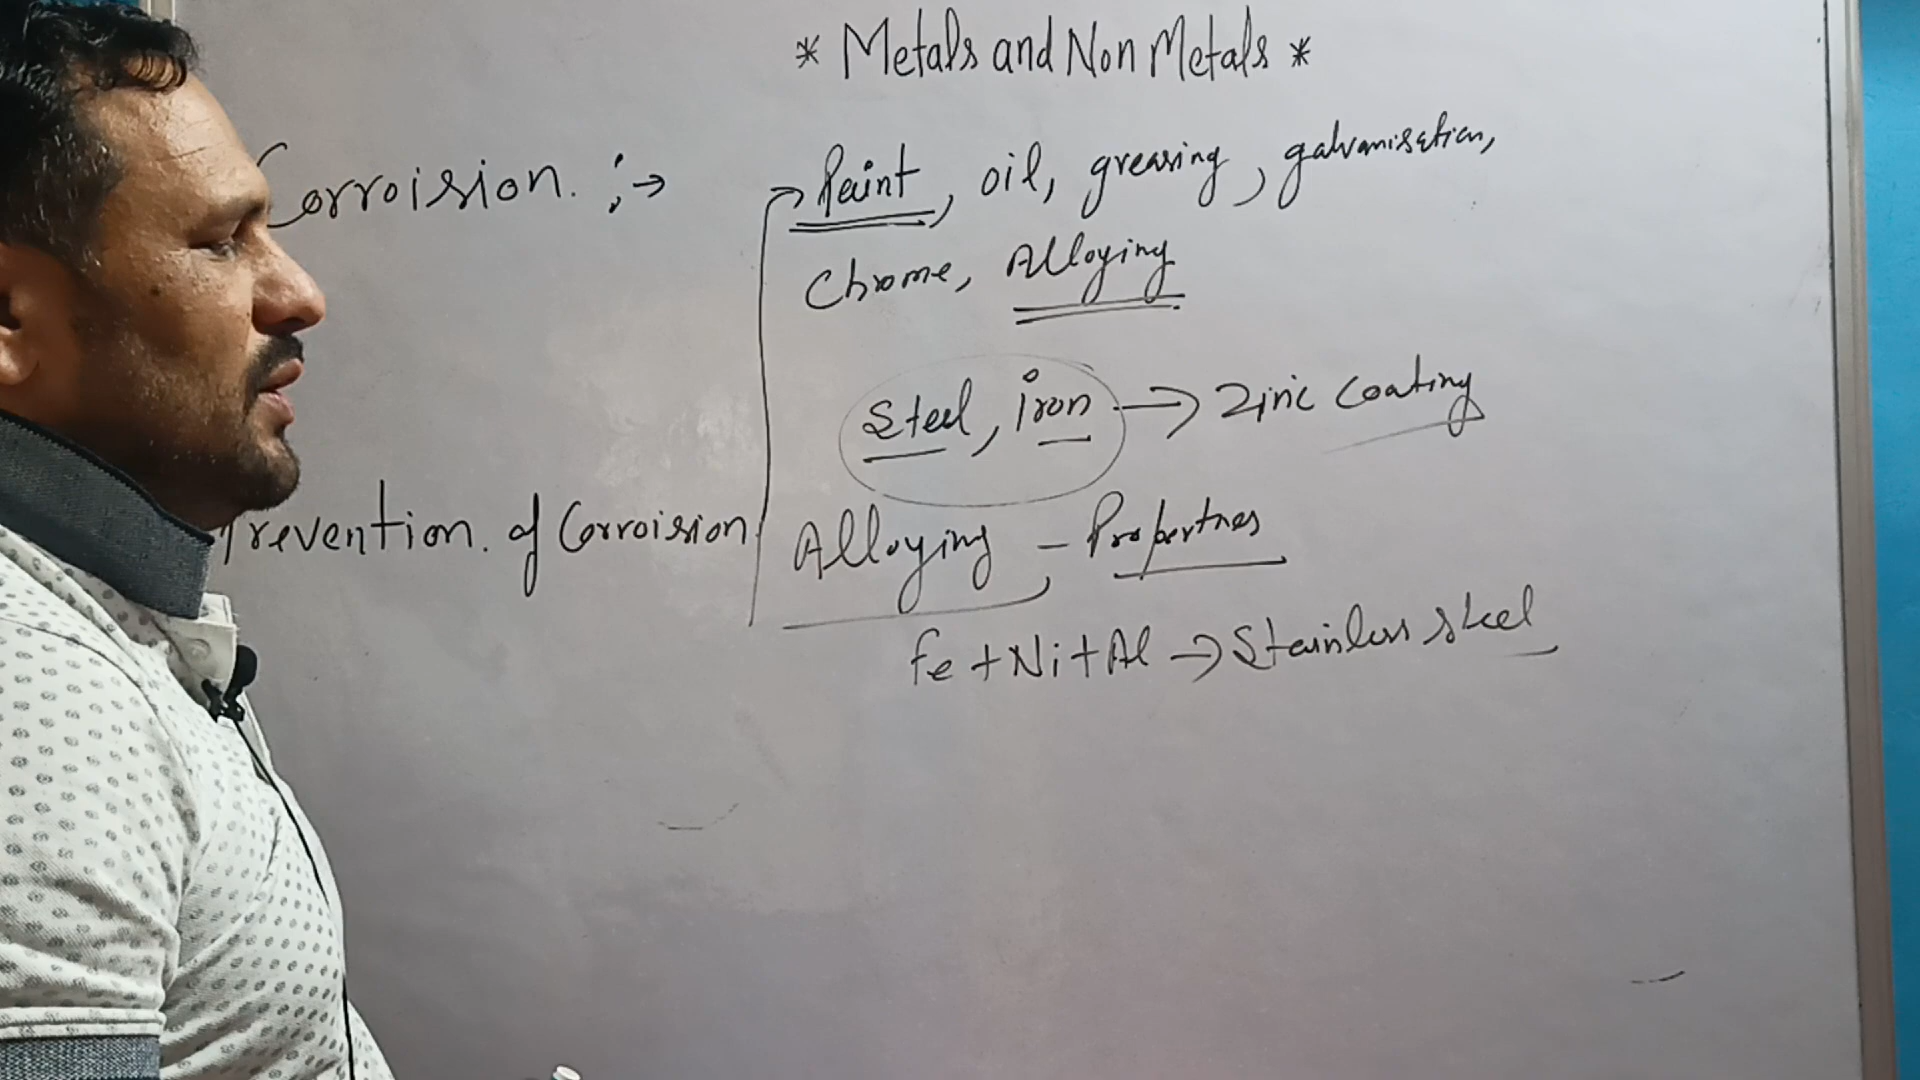 * Metals and Non Metals *
Corroision. :→
→ Paint, oil, greasing, galvanisation,
Chrome, Alloying
Steel, iron → Zinc coating
Prevention. of Corroision
Alloying - Propertes
Fe + Ni + Al → Stainless steel